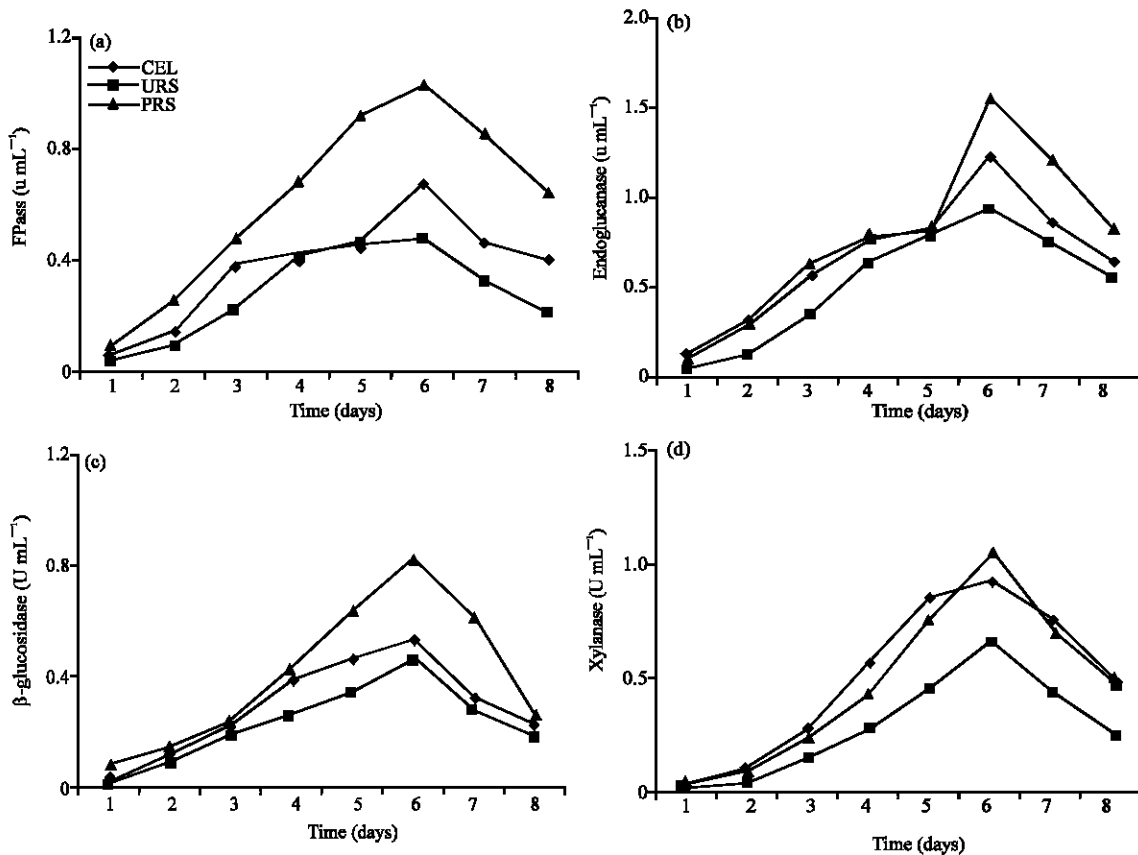 (a)
CEL
URS
PRS
FPass (u mL⁻¹)
1.2
0.8
0.4
0
1 2 3 4 5 6 7 8
Time (days)
(b)
Endoglucanase (u mL⁻¹)
2.0
1.5
1.0
0.5
0
1 2 3 4 5 6 7 8
Time (days)
(c)
β-glucosidase (U mL⁻¹)
1.2
0.8
0.4
0
1 2 3 4 5 6 7 8
Time (days)
(d)
Xylanase (U mL⁻¹)
1.5
1.0
0.5
0
1 2 3 4 5 6 7 8
Time (days)